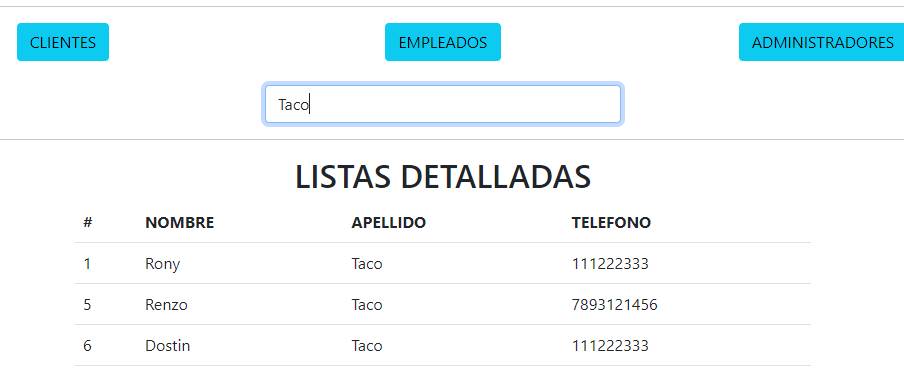 CLIENTES EMPLEADOS ADMINISTRADORES
Taco
LISTAS DETALLADAS
# NOMBRE APELLIDO TELEFONO
1 Rony Taco 111222333
5 Renzo Taco 7893121456
6 Dostin Taco 111222333